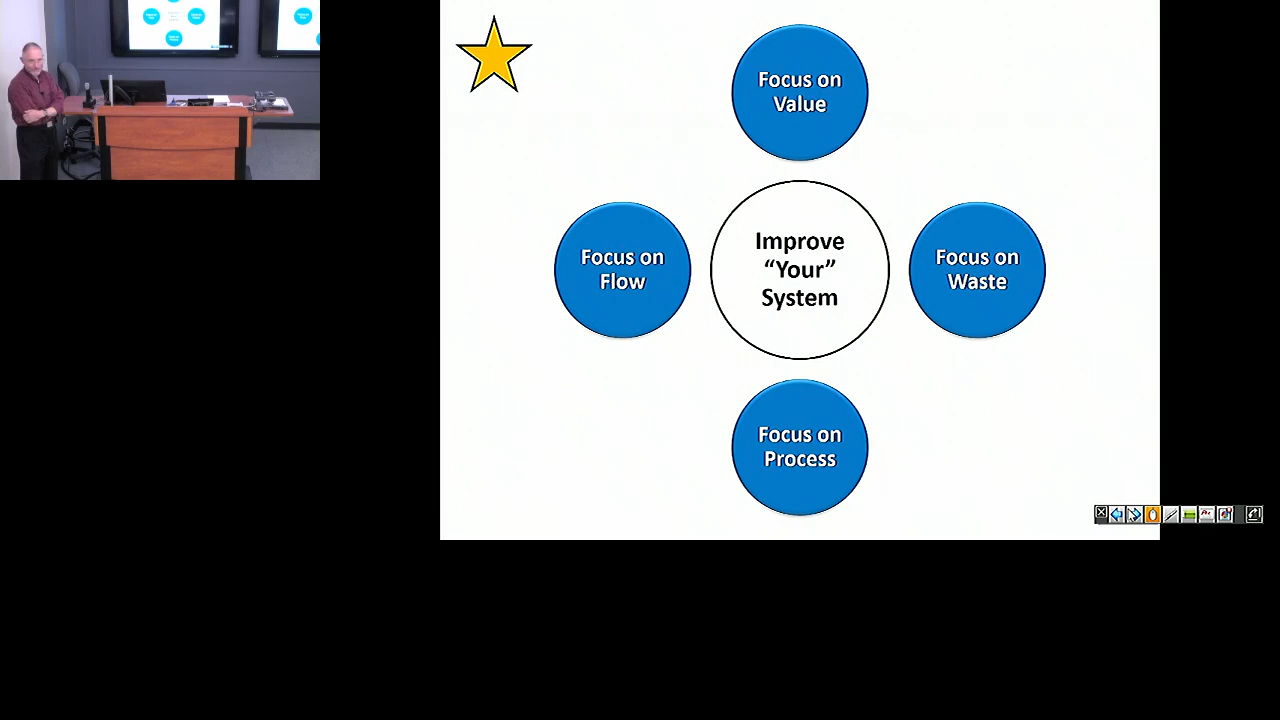 Focus on
Value
Focus on
Flow
Improve
“Your”
System
Focus on
Waste
Focus on
Process